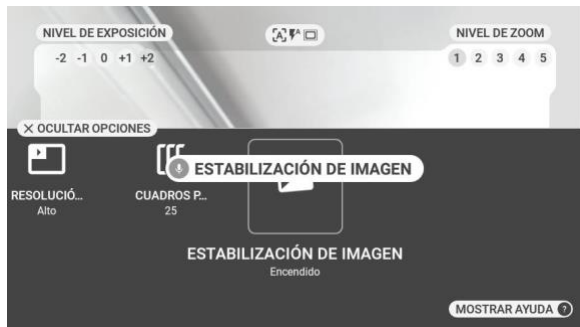 NIVEL DE EXPOSICIÓN
-2 -1 0 +1 +2
NIVEL DE ZOOM
1 2 3 4 5
OCULTAR OPCIONES
RESOLUCIÓ...
Alto
CUADROS P...
25
ESTABILIZACIÓN DE IMAGEN
ESTABILIZACIÓN DE IMAGEN
Encendido
MOSTRAR AYUDA ?